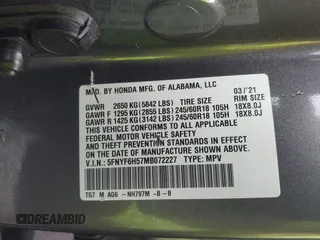 MFD. BY HONDA MFG. OF ALABAMA, LLC
03/'21
GVWR 2650 KG (5842 LBS) TIRE SIZE RIM SIZE
GAWR F 1295 KG (2855 LBS) 245/60R18 105H 18X8.0J
GAWR R 1425 KG (3142 LBS) 245/60R18 105H 18X8.0J
THIS VEHICLE CONFORMS TO ALL APPLICABLE
FEDERAL MOTOR VEHICLE SAFETY
AND THEFT PREVENTION STANDARDS IN EFFECT
ON THE DATE OF MANUFACTURE SHOWN ABOVE.
V.I.N: 5FNYF6H57MB072227 TYPE: MPV
TG7 M AG6 - NH797M -B -B
DREAMBID